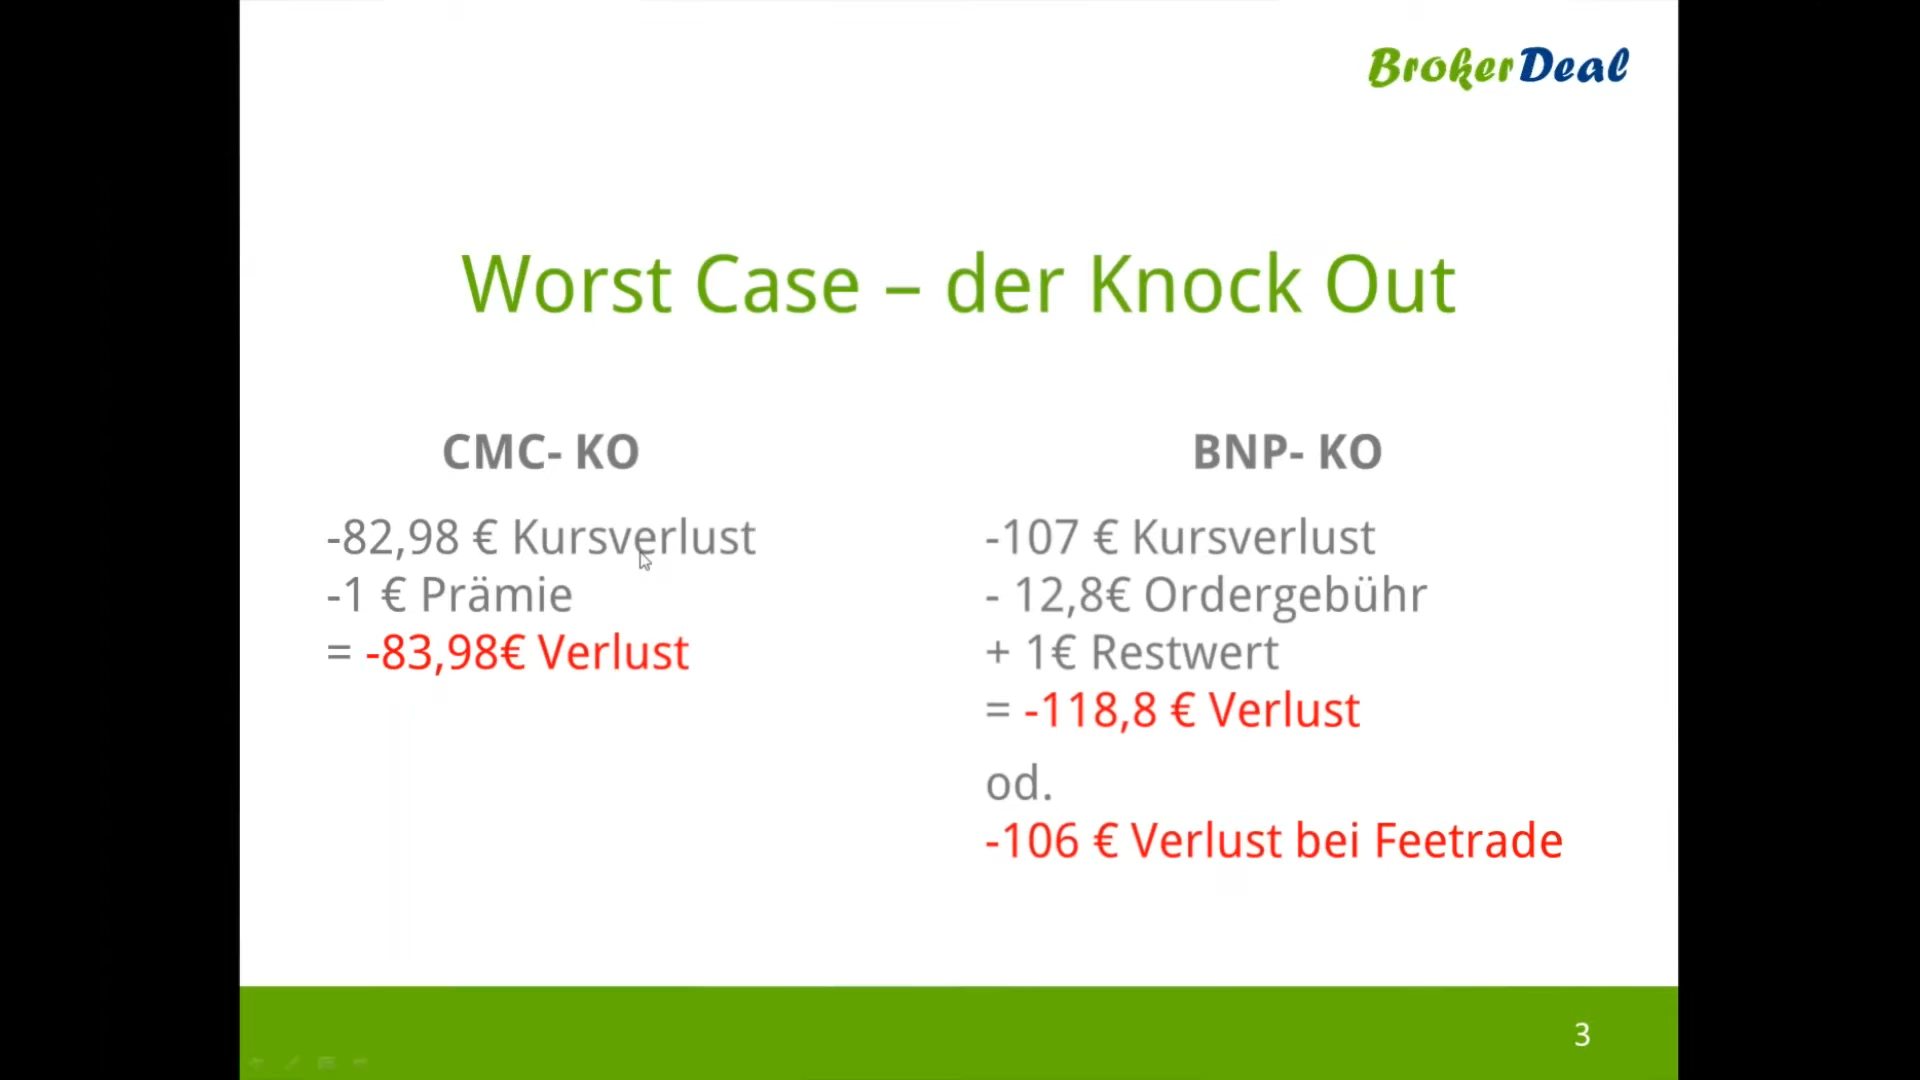 BrokerDeal
Worst Case – der Knock Out
CMC- KO
-82,98 € Kursverlust
-1 € Prämie
= -83,98€ Verlust
BNP- KO
-107 € Kursverlust
- 12,8€ Ordergebühr
+ 1€ Restwert
= -118,8 € Verlust
od.
-106 € Verlust bei Feetrade
3